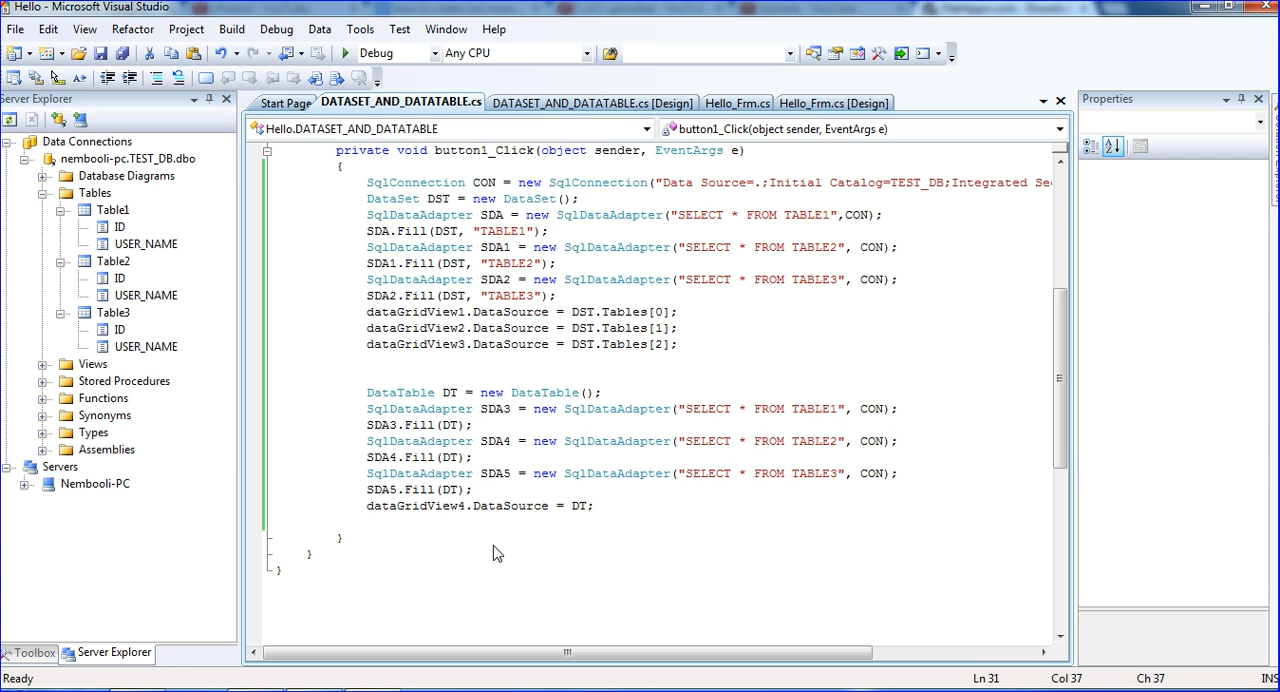 Hello - Microsoft Visual Studio
File Edit View Refactor Project Build Debug Data Tools Test Window Help
Debug Any CPU
Server Explorer
Start Page DATASET_AND_DATATABLE.cs DATASET_AND_DATATABLE.cs [Design] Hello_Frm.cs Hello_Frm.cs [Design]
Properties
Hello.DATASET_AND_DATATABLE button1_Click(object sender, EventArgs e)
Data Connections
nembooli-pc.TEST_DB.dbo
Database Diagrams
Tables
Table1
ID
USER_NAME
Table2
ID
USER_NAME
Table3
ID
USER_NAME
Views
Stored Procedures
Functions
Synonyms
Types
Assemblies
Servers
Nembooli-PC
private void button1_Click(object sender, EventArgs e)
{
SqlConnection CON = new SqlConnection("Data Source=.;Initial Catalog=TEST_DB;Integrated Se
DataSet DST = new DataSet();
SqlDataAdapter SDA = new SqlDataAdapter("SELECT * FROM TABLE1",CON);
SDA.Fill(DST, "TABLE1");
SqlDataAdapter SDA1 = new SqlDataAdapter("SELECT * FROM TABLE2", CON);
SDA1.Fill(DST, "TABLE2");
SqlDataAdapter SDA2 = new SqlDataAdapter("SELECT * FROM TABLE3", CON);
SDA2.Fill(DST, "TABLE3");
dataGridView1.DataSource = DST.Tables[0];
dataGridView2.DataSource = DST.Tables[1];
dataGridView3.DataSource = DST.Tables[2];
DataTable DT = new DataTable();
SqlDataAdapter SDA3 = new SqlDataAdapter("SELECT * FROM TABLE1", CON);
SDA3.Fill(DT);
SqlDataAdapter SDA4 = new SqlDataAdapter("SELECT * FROM TABLE2", CON);
SDA4.Fill(DT);
SqlDataAdapter SDA5 = new SqlDataAdapter("SELECT * FROM TABLE3", CON);
SDA5.Fill(DT);
dataGridView4.DataSource = DT;
}
}
}
Toolbox Server Explorer
Ready Ln 31 Col 37 Ch 37 INS